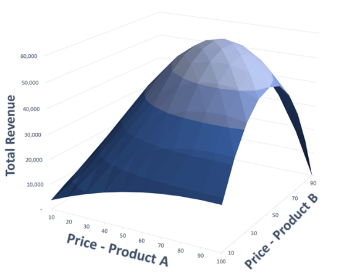 60,000
50,000
40,000
30,000
20,000
10,000
-
Total Revenue
10 20 30 40 50 60 70 80 90 100
Price - Product A
10 30 50 70 90
Price - Product B